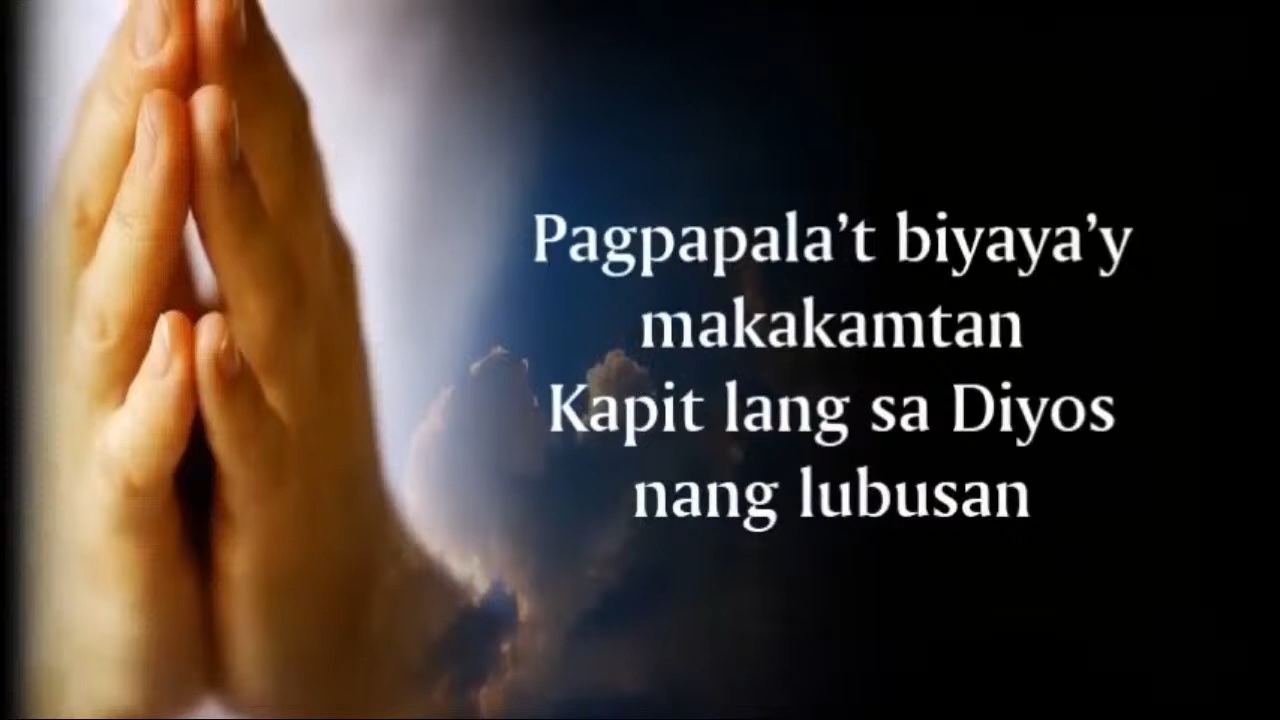 Pagpapala’t biyaya’y
makakamtan
Kapit lang sa Diyos
nang lubusan